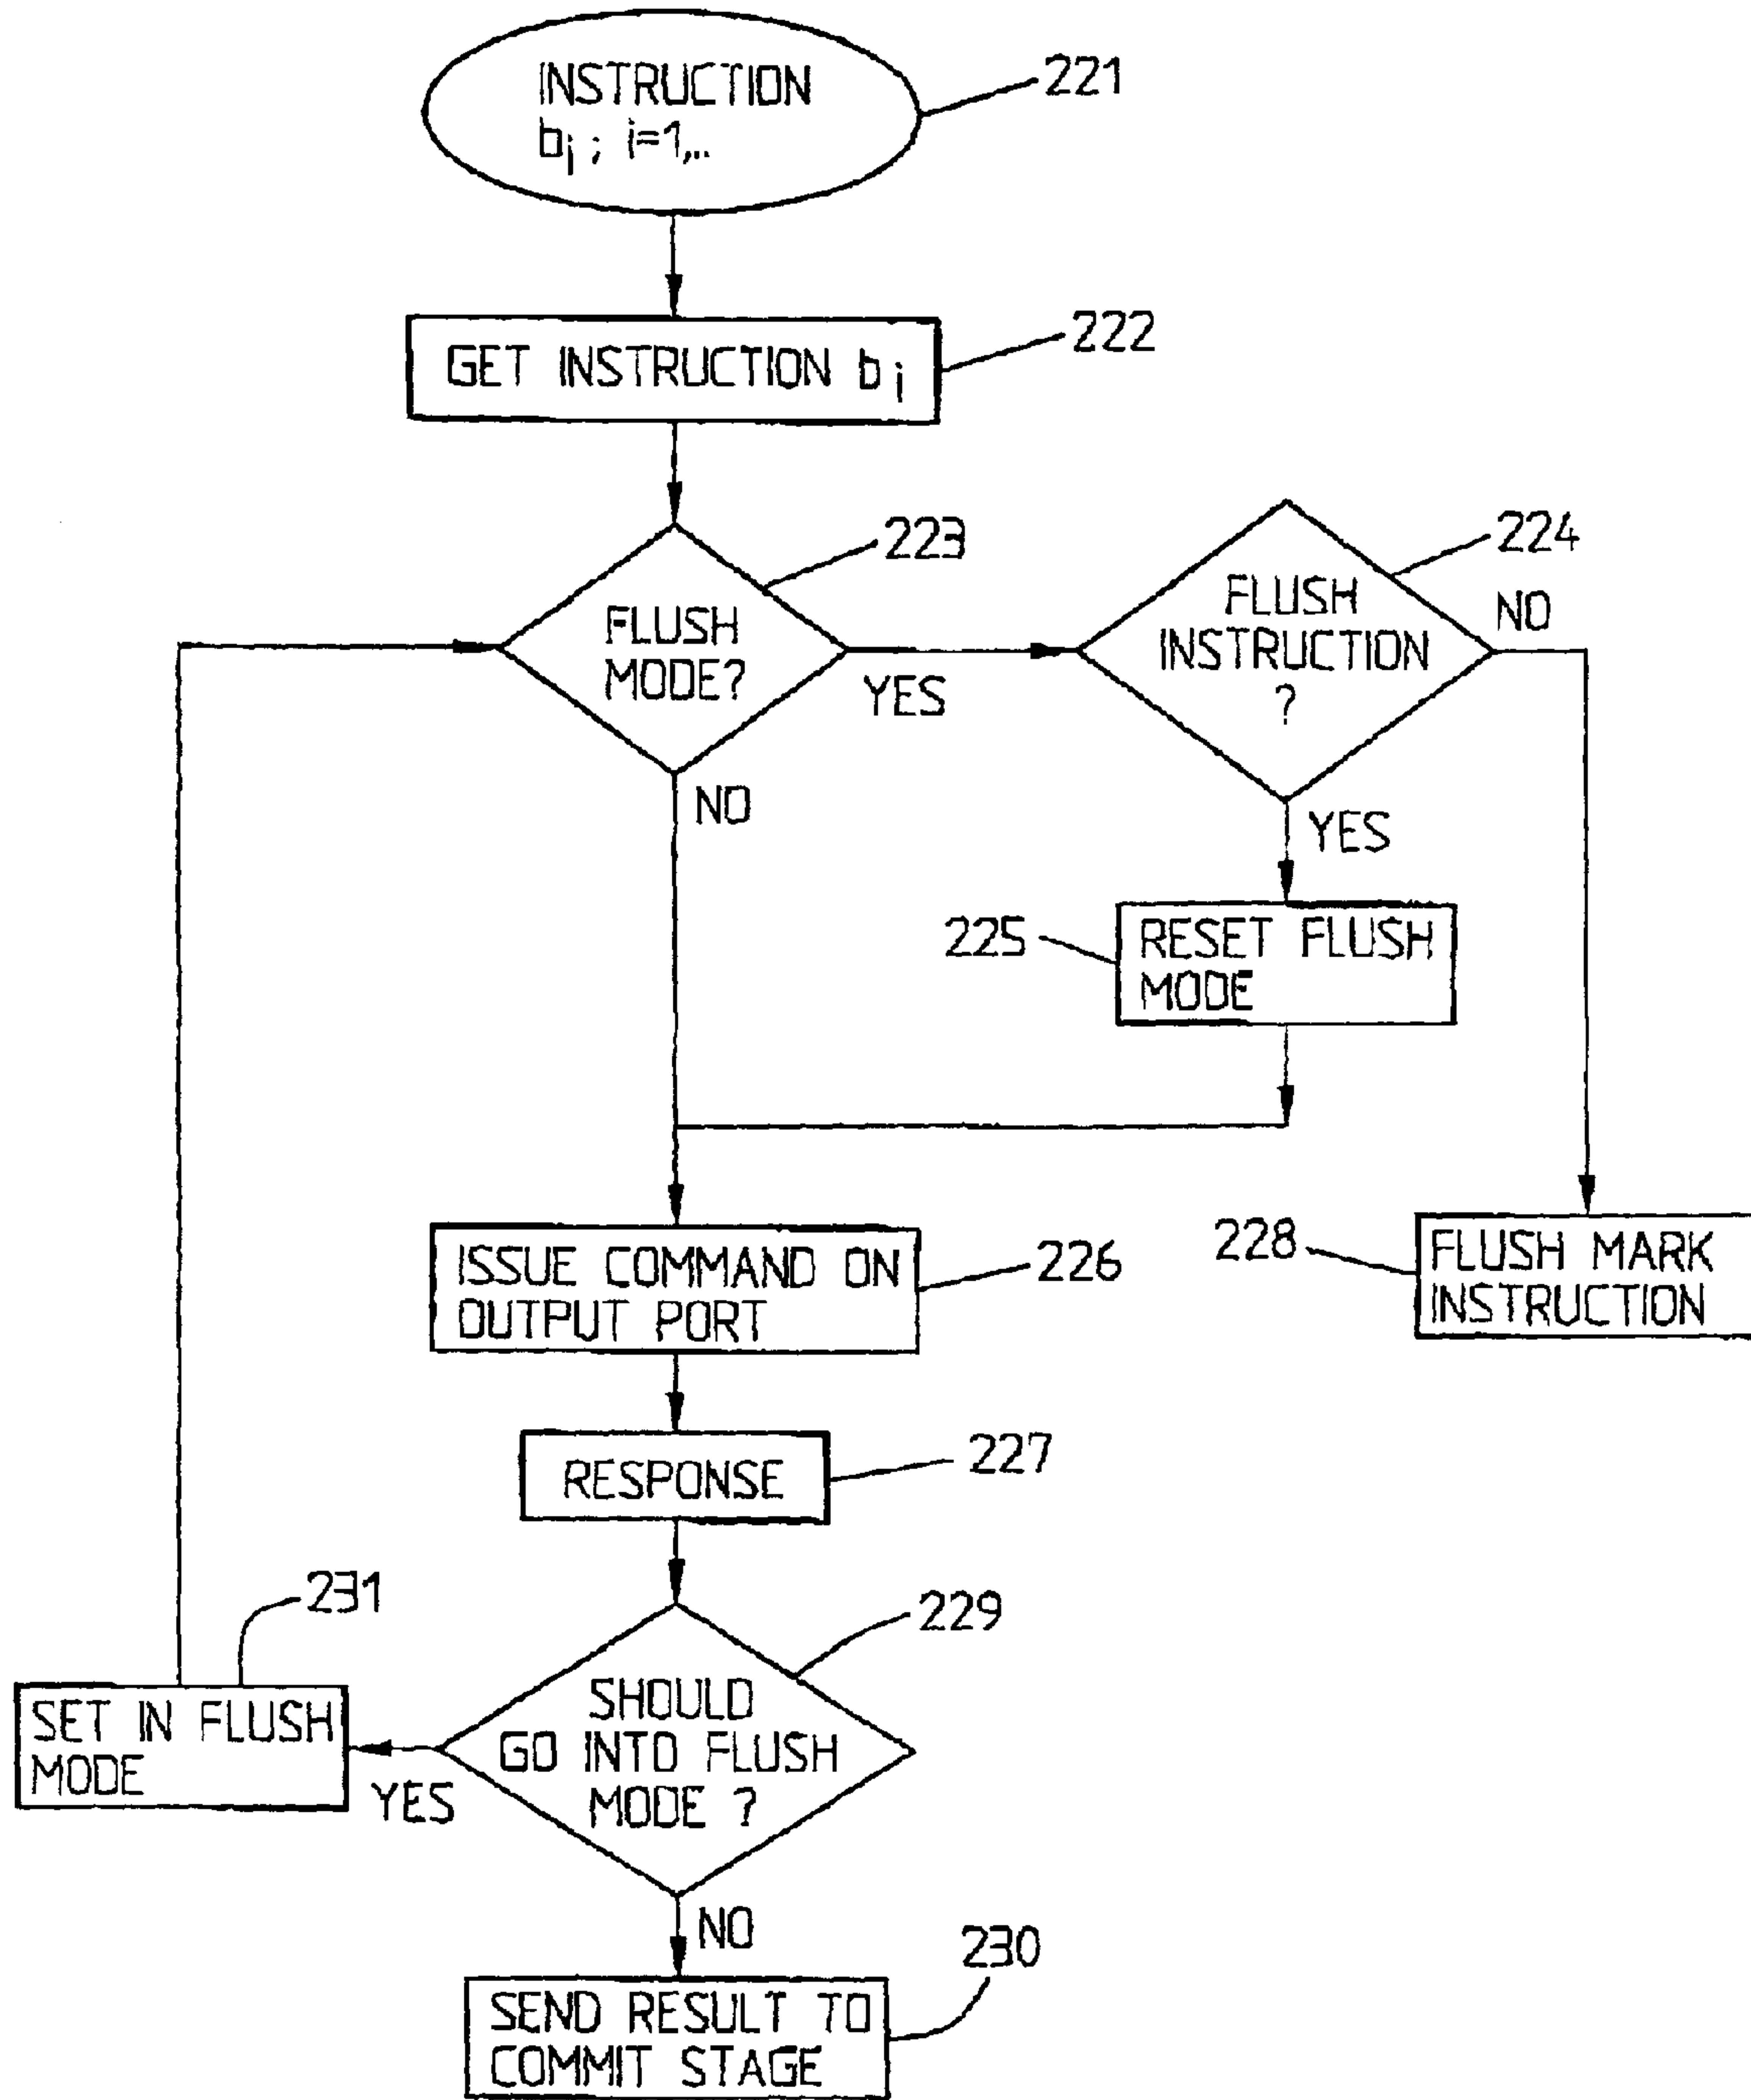 INSTRUCTION
bi ; i=1,..
221
GET INSTRUCTION bi
222
FLUSH
MODE?
223
YES
NO
FLUSH
INSTRUCTION
?
224
NO
YES
RESET FLUSH
MODE
225
ISSUE COMMAND ON
OUTPUT PORT
226
FLUSH MARK
INSTRUCTION
228
RESPONSE
227
SHOULD
GO INTO FLUSH
MODE ?
229
YES
NO
SET IN FLUSH
MODE
231
SEND RESULT TO
COMMIT STAGE
230